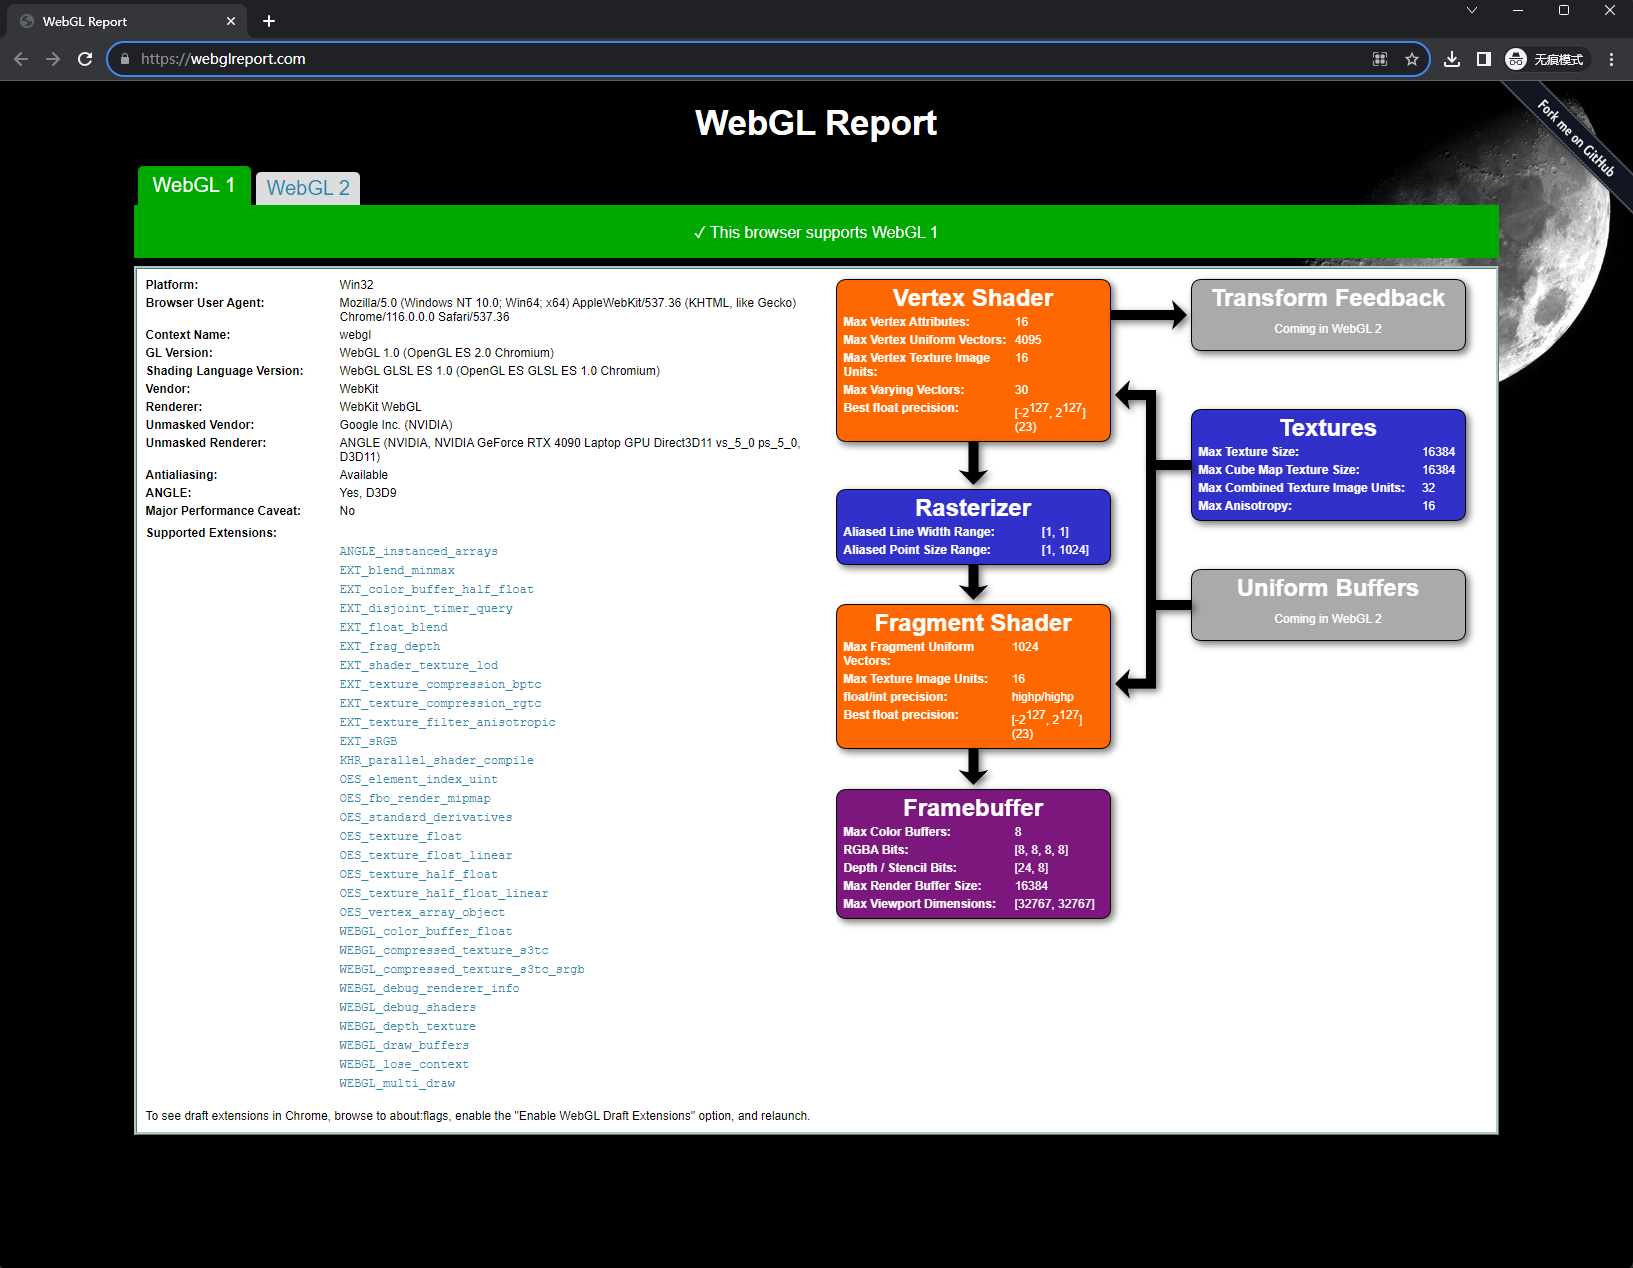 WebGL Report
https://webglreport.com
无痕模式
Fork me on GitHub
WebGL Report
WebGL 1
WebGL 2
✓ This browser supports WebGL 1
Platform: Win32
Browser User Agent: Mozilla/5.0 (Windows NT 10.0; Win64; x64) AppleWebKit/537.36 (KHTML, like Gecko)
Chrome/116.0.0.0 Safari/537.36
Context Name: webgl
GL Version: WebGL 1.0 (OpenGL ES 2.0 Chromium)
Shading Language Version: WebGL GLSL ES 1.0 (OpenGL ES GLSL ES 1.0 Chromium)
Vendor: WebKit
Renderer: WebKit WebGL
Unmasked Vendor: Google Inc. (NVIDIA)
Unmasked Renderer: ANGLE (NVIDIA, NVIDIA GeForce RTX 4090 Laptop GPU Direct3D11 vs_5_0 ps_5_0,
D3D11)
Antialiasing: Available
ANGLE: Yes, D3D9
Major Performance Caveat: No
Supported Extensions:
ANGLE_instanced_arrays
EXT_blend_minmax
EXT_color_buffer_half_float
EXT_disjoint_timer_query
EXT_float_blend
EXT_frag_depth
EXT_shader_texture_lod
EXT_texture_compression_bptc
EXT_texture_compression_rgtc
EXT_texture_filter_anisotropic
EXT_sRGB
KHR_parallel_shader_compile
OES_element_index_uint
OES_fbo_render_mipmap
OES_standard_derivatives
OES_texture_float
OES_texture_float_linear
OES_texture_half_float
OES_texture_half_float_linear
OES_vertex_array_object
WEBGL_color_buffer_float
WEBGL_compressed_texture_s3tc
WEBGL_compressed_texture_s3tc_srgb
WEBGL_debug_renderer_info
WEBGL_debug_shaders
WEBGL_depth_texture
WEBGL_draw_buffers
WEBGL_lose_context
WEBGL_multi_draw
To see draft extensions in Chrome, browse to about:flags, enable the "Enable WebGL Draft Extensions" option, and relaunch.
Vertex Shader
Max Vertex Attributes: 16
Max Vertex Uniform Vectors: 4095
Max Vertex Texture Image
Units: 16
Max Varying Vectors: 30
Best float precision: [-2^127, 2^127]
(23)
Rasterizer
Aliased Line Width Range: [1, 1]
Aliased Point Size Range: [1, 1024]
Fragment Shader
Max Fragment Uniform
Vectors: 1024
Max Texture Image Units: 16
float/int precision: highp/highp
Best float precision: [-2^127, 2^127]
(23)
Framebuffer
Max Color Buffers: 8
RGBA Bits: [8, 8, 8, 8]
Depth / Stencil Bits: [24, 8]
Max Render Buffer Size: 16384
Max Viewport Dimensions: [32767, 32767]
Transform Feedback
Coming in WebGL 2
Textures
Max Texture Size: 16384
Max Cube Map Texture Size: 16384
Max Combined Texture Image Units: 32
Max Anisotropy: 16
Uniform Buffers
Coming in WebGL 2